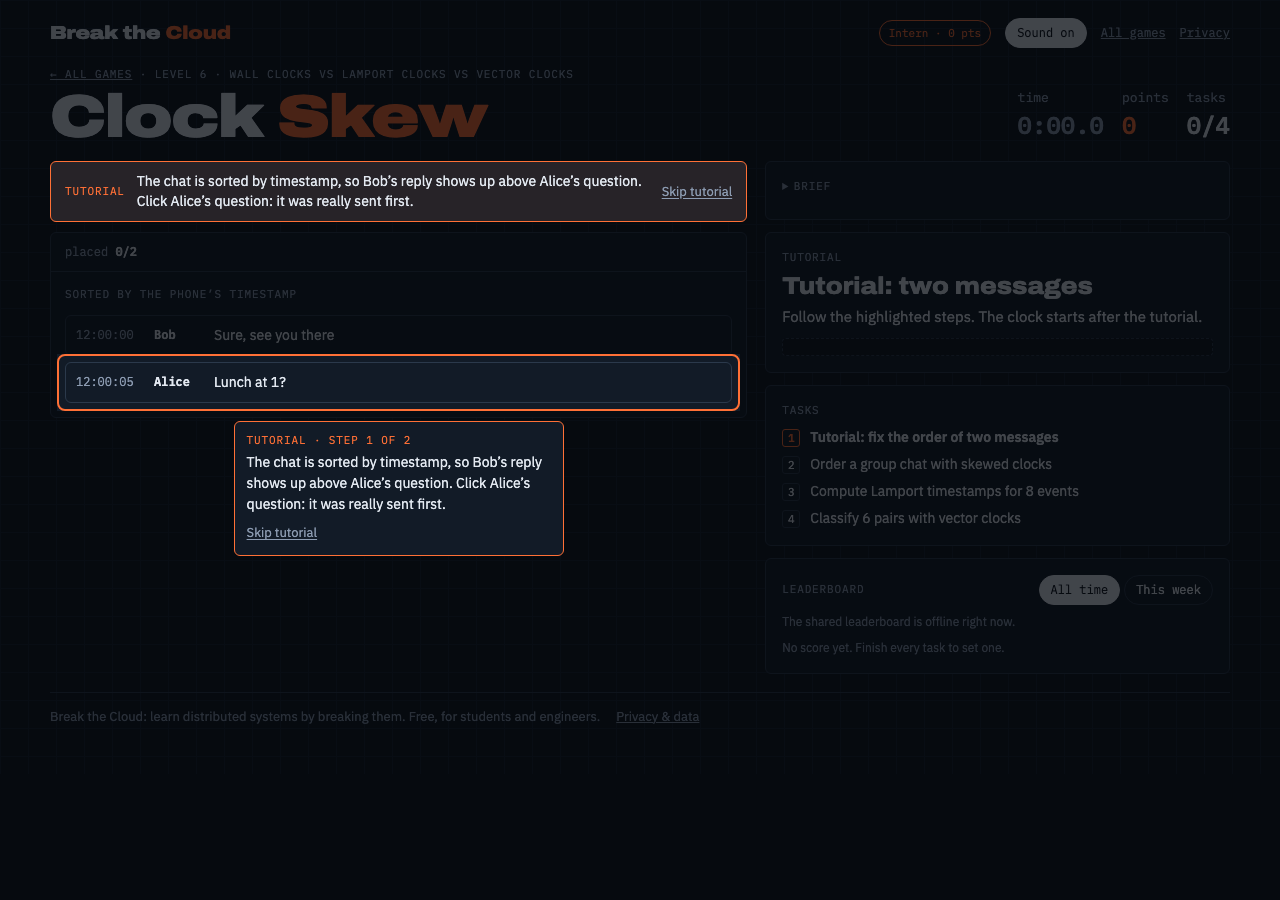 Break the Cloud
Intern · 0 pts
Sound on
All games
Privacy
← ALL GAMES · LEVEL 6 · WALL CLOCKS VS LAMPORT CLOCKS VS VECTOR CLOCKS
Clock Skew
time
points
tasks
0:00.0
0
0/4
TUTORIAL
The chat is sorted by timestamp, so Bob’s reply shows up above Alice’s question.
Click Alice’s question: it was really sent first.
Skip tutorial
placed 0/2
SORTED BY THE PHONE’S TIMESTAMP
12:00:00 Bob Sure, see you there
12:00:05 Alice Lunch at 1?
TUTORIAL · STEP 1 OF 2
The chat is sorted by timestamp, so Bob’s reply
shows up above Alice’s question. Click Alice’s
question: it was really sent first.
Skip tutorial
BRIEF
TUTORIAL
Tutorial: two messages
Follow the highlighted steps. The clock starts after the tutorial.
TASKS
1 Tutorial: fix the order of two messages
2 Order a group chat with skewed clocks
3 Compute Lamport timestamps for 8 events
4 Classify 6 pairs with vector clocks
LEADERBOARD
All time
This week
The shared leaderboard is offline right now.
No score yet. Finish every task to set one.
Break the Cloud: learn distributed systems by breaking them. Free, for students and engineers.
Privacy & data